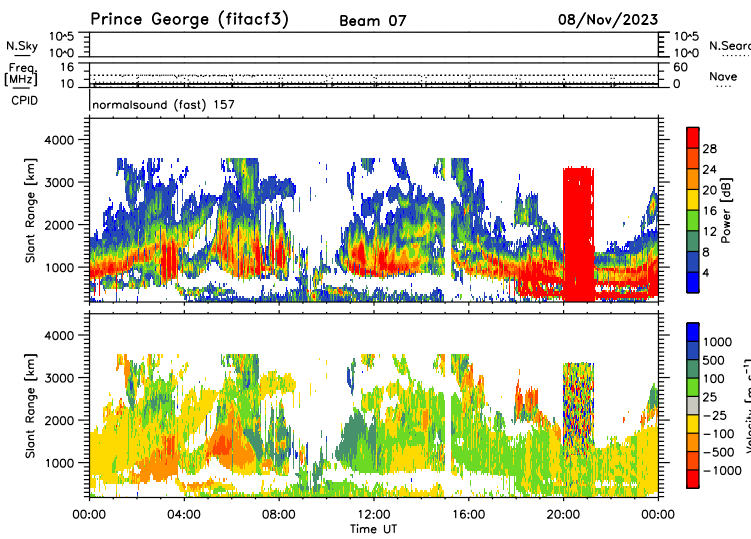 Prince George (fitacf3) Beam 07 08/Nov/2023
N.Sky 10^5 10^0 10^5 10^0 N.Sear
Freq [MHz] 16 10 60 0 Nave
CPID normalsound (fast) 157
Slant Range [km] 4000 3000 2000 1000
28 24 20 16 12 8 4 Power [dB]
Slant Range [km] 4000 3000 2000 1000
1000 500 100 25 -25 -100 -500 -1000 Velocity [m s⁻¹]
00:00 04:00 08:00 12:00 16:00 20:00 00:00
Time UT